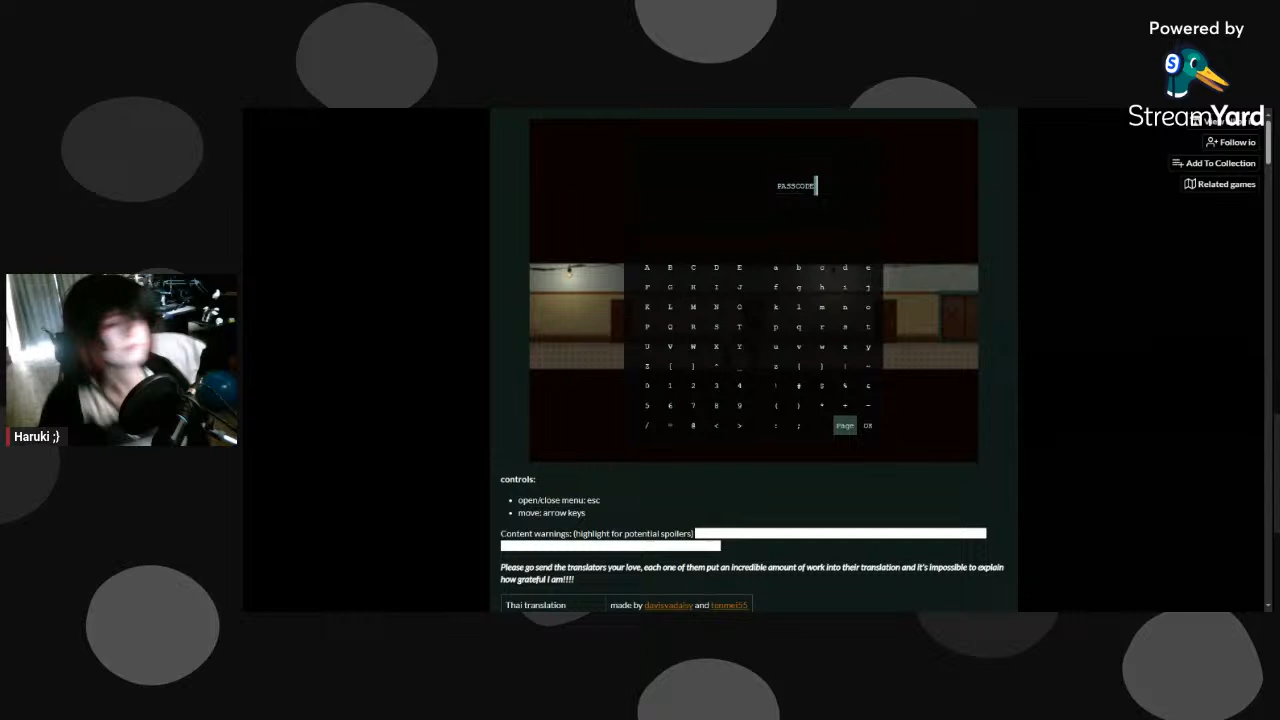 Powered by
StreamYard
Follow io
Add To Collection
Related games
PASSCODE
A B C D E a b c d e
F G H I J f g h i j
K L M N O k l m n o
P Q R S T p q r s t
U V W X Y u v w x y
Z [ ] ^ _ z { } | ~
0 1 2 3 4 ! # $ % &
5 6 7 8 9 ( ) * + -
/ = @ < > : ; Page OK
Haruki ;)
controls:
open/close menu: esc
move: arrow keys
Content warnings: (highlight for potential spoilers)
Please go send the translators your love, each one of them put an incredible amount of work into their translation and it's impossible to explain
how grateful I am!!!!
Thai translation made by davisvadaisy and